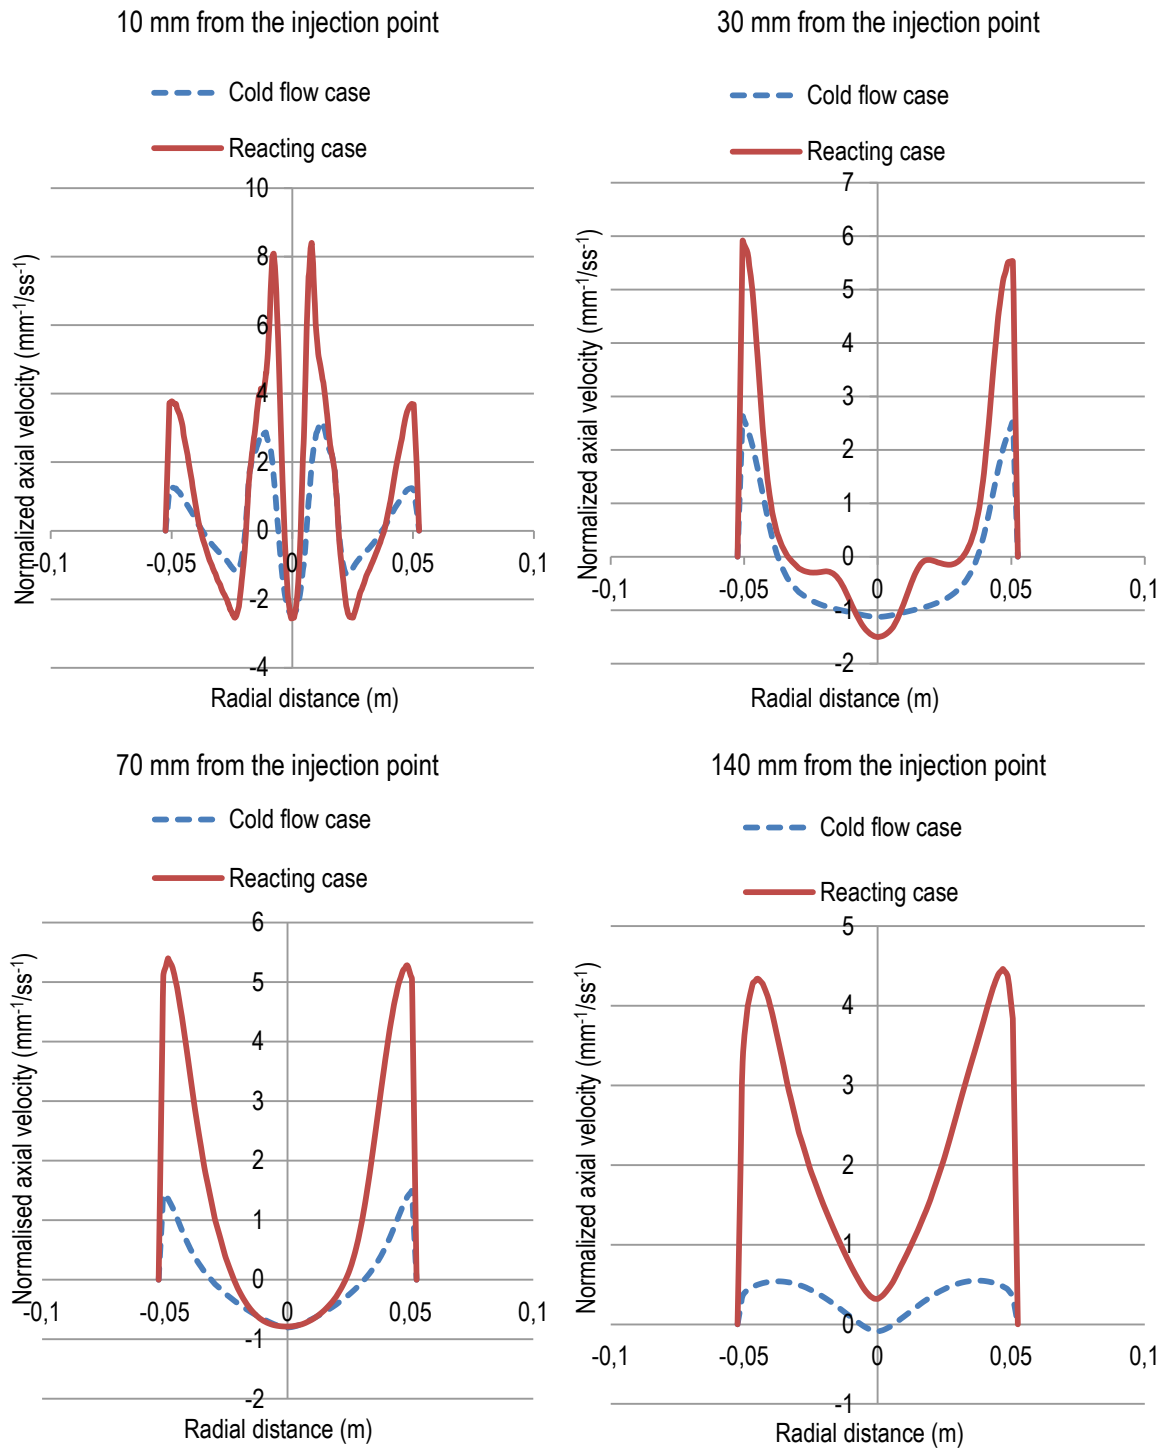 10 mm from the injection point
Cold flow case
Reacting case
Normalized axial velocity (mm-1/ss-1)
10
8
6
4
2
0
-2
-4
-0,1
-0,05
0
0,05
0,1
Radial distance (m)
30 mm from the injection point
Cold flow case
Reacting case
Normalized axial velocity (mm-1/ss-1)
7
6
5
4
3
2
1
0
-1
-2
-0,1
-0,05
0
0,05
0,1
Radial distance (m)
70 mm from the injection point
Cold flow case
Reacting case
Normalised axial velocity (mm-1/ss-1)
6
5
4
3
2
1
0
-1
-2
-0,1
-0,05
0
0,05
0,1
Radial distance (m)
140 mm from the injection point
Cold flow case
Reacting case
Normalized axial velocity (mm-1/ss-1)
5
4
3
2
1
0
-1
-0,1
-0,05
0
0,05
0,1
Radial distance (m)